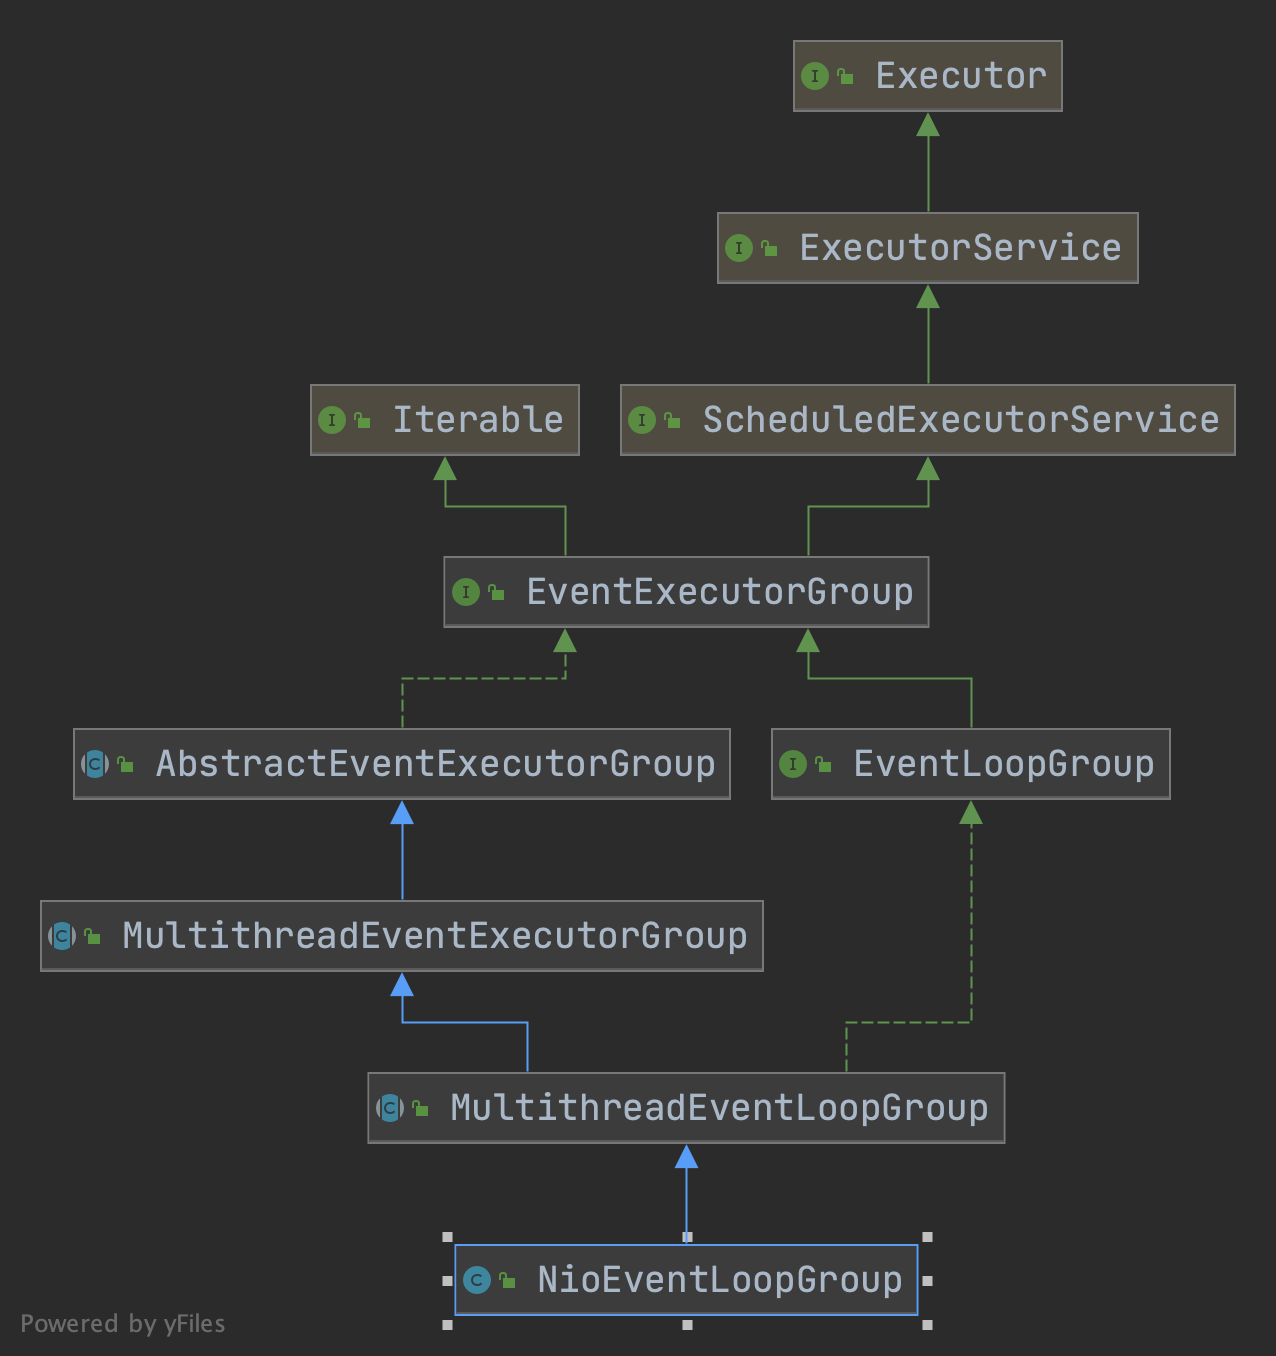 I Executor
I ExecutorService
I Iterable
I ScheduledExecutorService
I EventExecutorGroup
C AbstractEventExecutorGroup
I EventLoopGroup
C MultithreadEventExecutorGroup
C MultithreadEventLoopGroup
C NioEventLoopGroup
Powered by yFiles